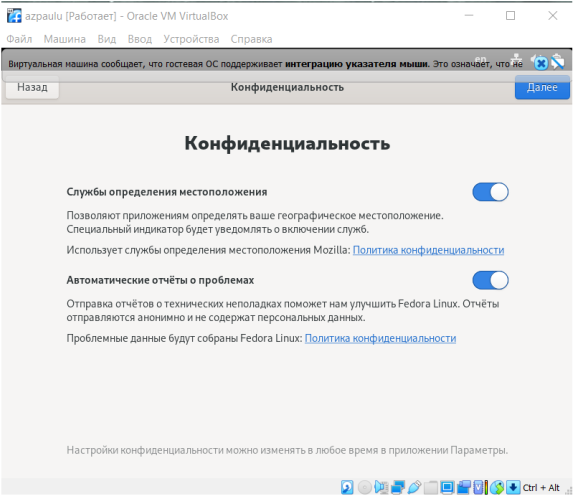 azpaulu [Работает] - Oracle VM VirtualBox
Файл Машина Вид Ввод Устройства Справка
Виртуальная машина сообщает, что гостевая ОС поддерживает интеграцию указателя мыши. Это означает, что не
Назад Конфиденциальность Далее
Конфиденциальность
Службы определения местоположения
Позволяют приложениям определять ваше географическое местоположение.
Специальный индикатор будет уведомлять о включении служб.
Использует службы определения местоположения Mozilla: Политика конфиденциальности
Автоматические отчёты о проблемах
Отправка отчётов о технических неполадках поможет нам улучшить Fedora Linux. Отчёты
отправляются анонимно и не содержат персональных данных.
Проблемные данные будут собраны Fedora Linux: Политика конфиденциальности
Настройки конфиденциальности можно изменять в любое время в приложении Параметры.
Ctrl + Alt